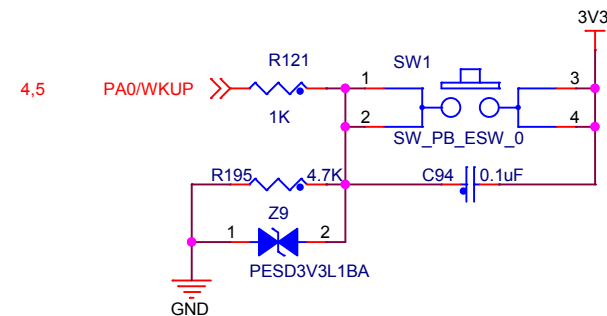 3V3
R121 SW1
1 3
4,5 PA0/WKUP
1K 2 4
SW_PB_ESW_0
R195 4.7K C94 0.1uF
Z9
1 2
PESD3V3L1BA
GND